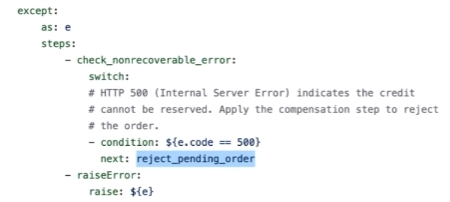 except:
    as: e
    steps:
        - check_nonrecoverable_error:
            switch:
            # HTTP 500 (Internal Server Error) indicates the credit
            # cannot be reserved. Apply the compensation step to reject
            # the order.
            - condition: ${e.code == 500}
              next: reject_pending_order
        - raiseError:
            raise: ${e}